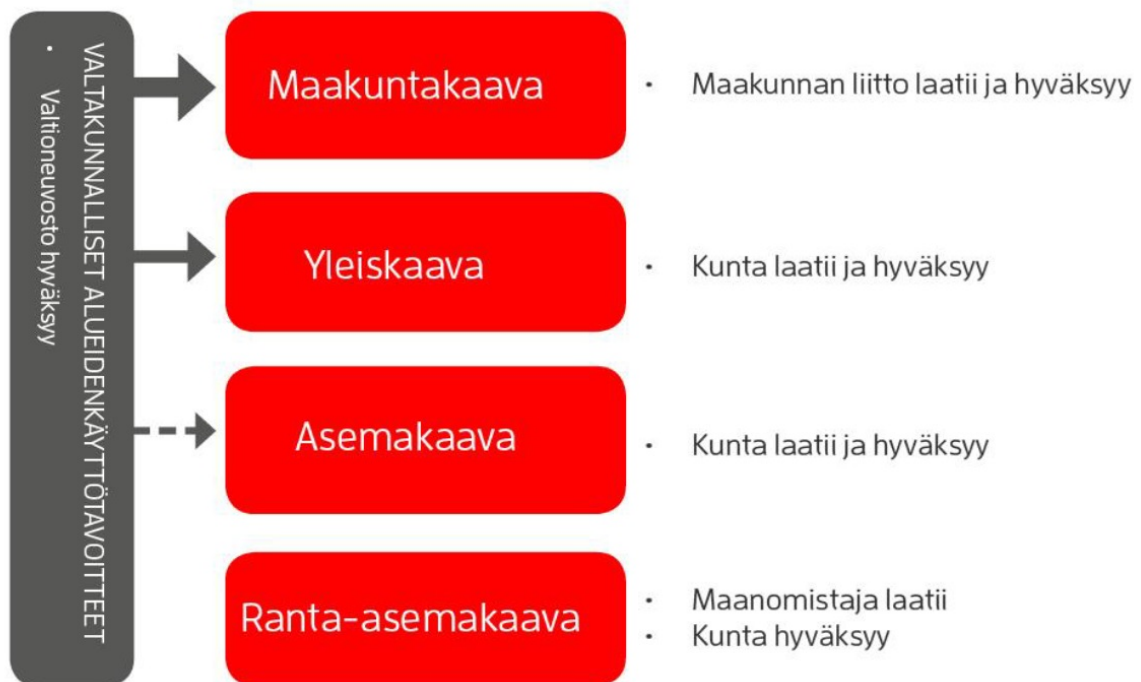 VALTAKUNNALLISET ALUEIDENKÄYTTÖTAVOITTEET
• Valtioneuvosto hyväksyy
Maakuntakaava
• Maakunnan liitto laatii ja hyväksyy
Yleiskaava
• Kunta laatii ja hyväksyy
Asemakaava
• Kunta laatii ja hyväksyy
Ranta-asemakaava
• Maanomistaja laatii
• Kunta hyväksyy